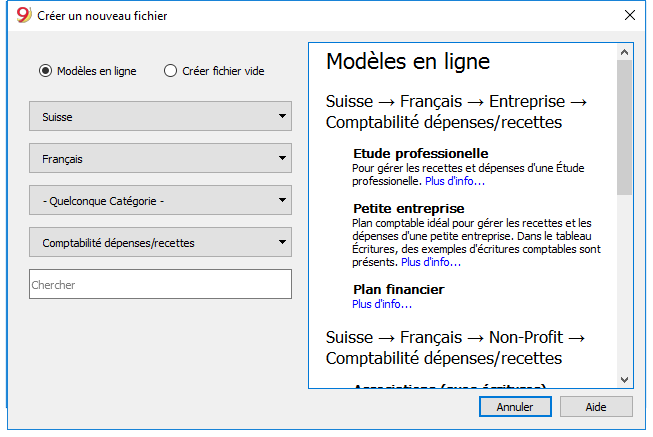 Créer un nouveau fichier
Modèles en ligne
Créer fichier vide
Suisse
Français
- Quelconque Catégorie -
Comptabilité dépenses/recettes
Chercher
Modèles en ligne
Suisse → Français → Entreprise →
Comptabilité dépenses/recettes
Etude professionelle
Pour gérer les recettes et dépenses d'une Étude
professionelle. Plus d'info...
Petite entreprise
Plan comptable idéal pour gérer les recettes et les
dépenses d'une petite entreprise. Dans le tableau
Écritures, des exemples d'écritures comptables sont
présents. Plus d'info...
Plan financier
Plus d'info...
Suisse → Français → Non-Profit →
Comptabilité dépenses/recettes
Associations (avec écritures)
Annuler
Aide